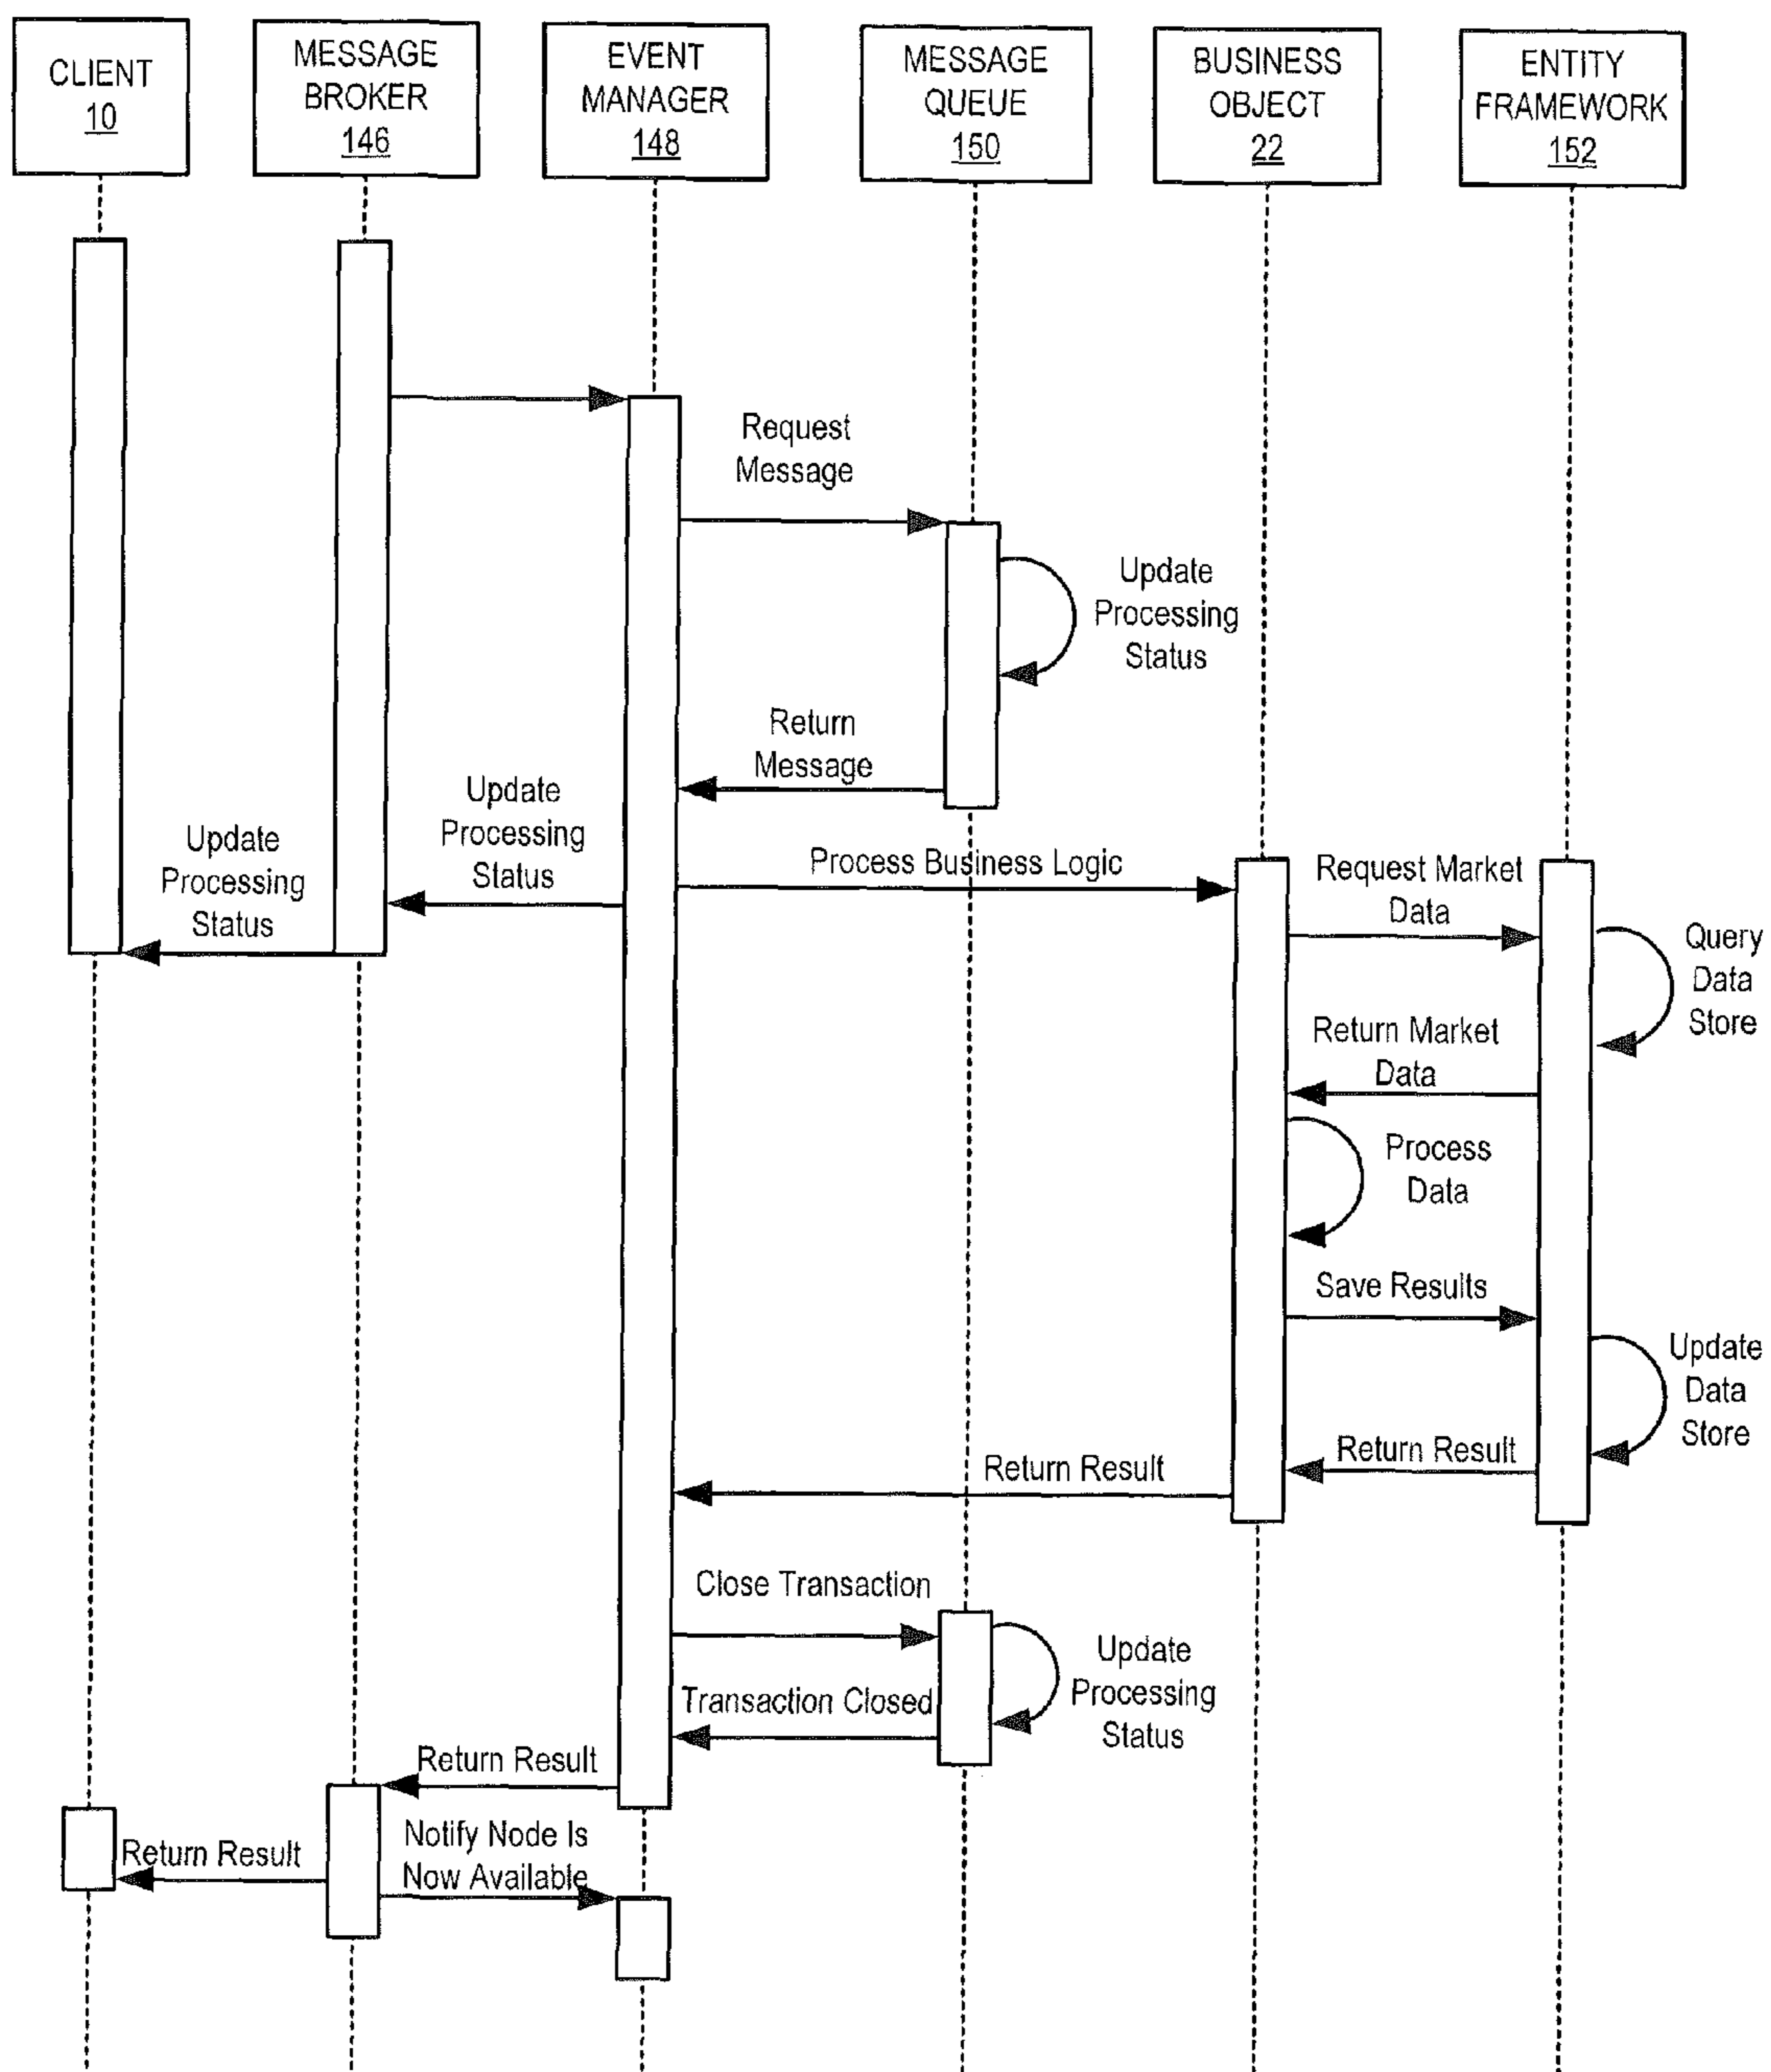 CLIENT
10
MESSAGE
BROKER
146
EVENT
MANAGER
148
MESSAGE
QUEUE
150
BUSINESS
OBJECT
22
ENTITY
FRAMEWORK
152
Request
Message
Update
Processing
Status
Return
Message
Update
Processing
Status
Update
Processing
Status
Process Business Logic
Request Market
Data
Query
Data
Store
Return Market
Data
Process
Data
Save Results
Update
Data
Store
Return Result
Return Result
Close Transaction
Update
Processing
Status
Transaction Closed
Return Result
Notify Node Is
Now Available
Return Result